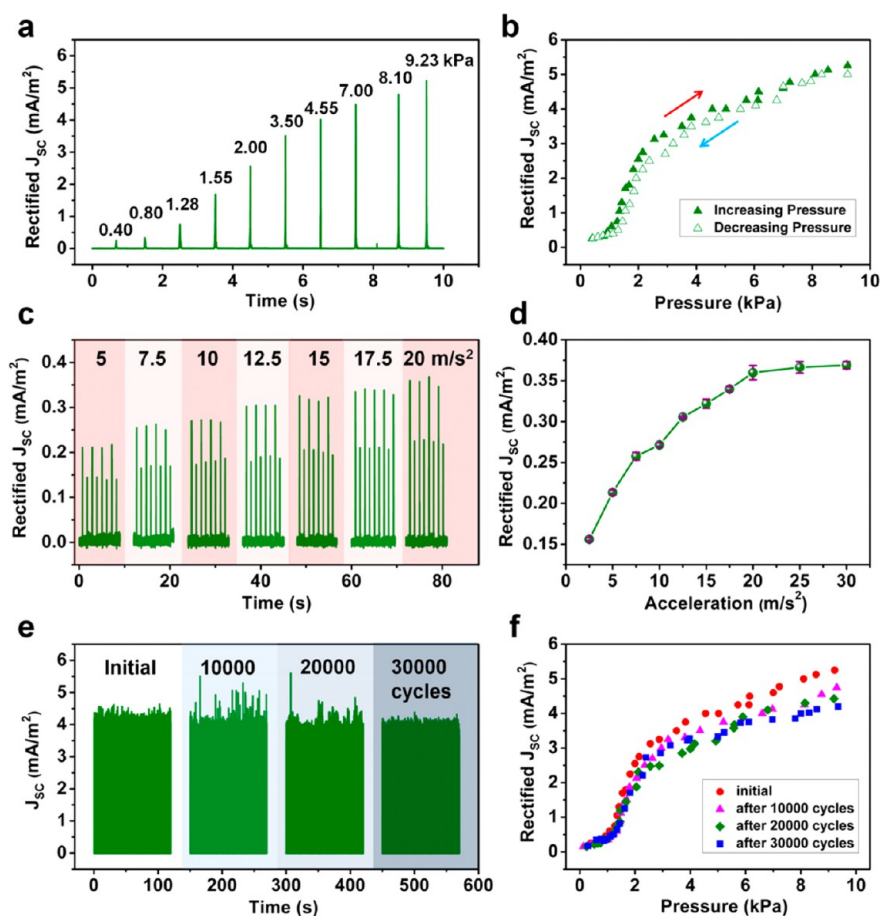 a
Rectified J_SC (mA/m²)
6
5
4
3
2
1
0
0.40
0.80
1.28
1.55
2.00
3.50
4.55
7.00
8.10
9.23 kPa
0 2 4 6 8 10
Time (s)
b
Rectified J_SC (mA/m²)
6
5
4
3
2
1
0
Increasing Pressure
Decreasing Pressure
0 2 4 6 8 10
Pressure (kPa)
c
Rectified J_SC (mA/m²)
0.4
0.3
0.2
0.1
0.0
5 7.5 10 12.5 15 17.5 20 m/s²
0 20 40 60 80
Time (s)
d
Rectified J_SC (mA/m²)
0.40
0.35
0.30
0.25
0.20
0.15
0 5 10 15 20 25 30
Acceleration (m/s²)
e
J_SC (mA/m²)
6
5
4
3
2
1
0
Initial 10000 20000 30000
cycles
0 100 200 300 400 500 600
Time (s)
f
Rectified J_SC (mA/m²)
6
5
4
3
2
1
0
initial
after 10000 cycles
after 20000 cycles
after 30000 cycles
0 2 4 6 8 10
Pressure (kPa)